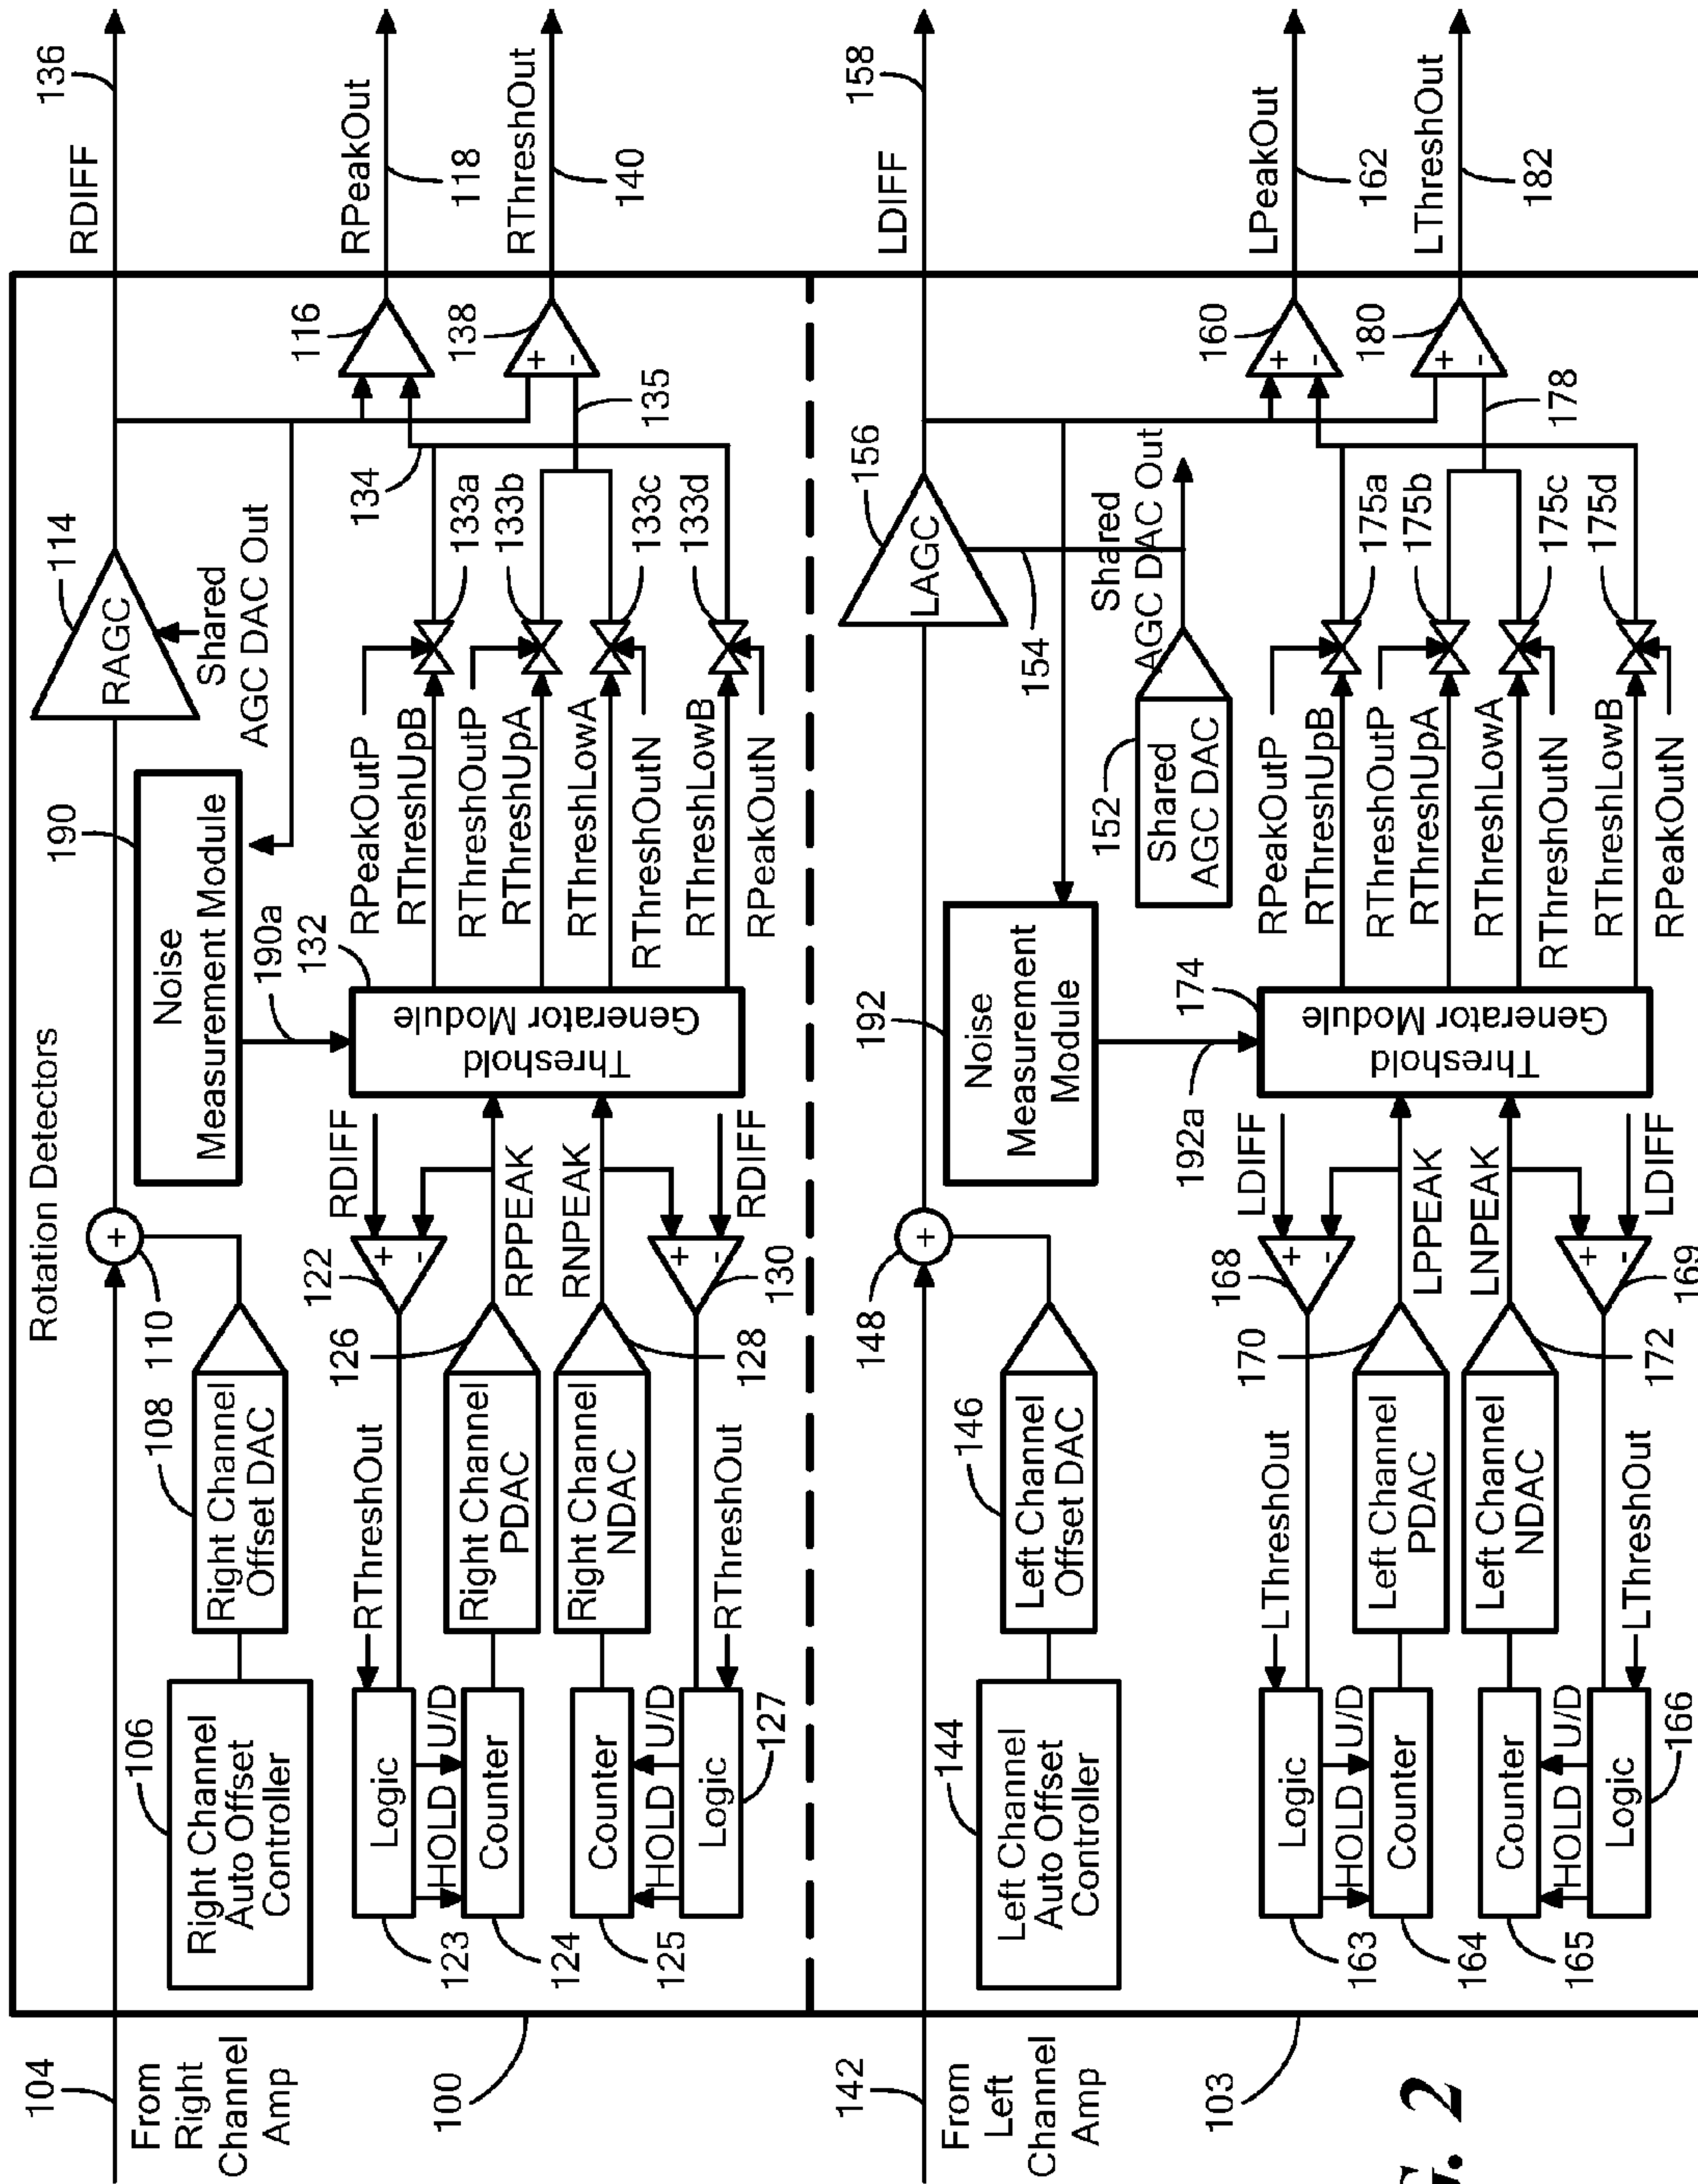 Rotation Detectors
104
From
Right
Channel
Amp
106
Right Channel
Auto Offset
Controller
108
Right Channel
Offset DAC
110
+
190
Noise
Measurement Module
190a
114
RAGC
Shared
AGC DAC Out
RDIFF
136
123
Logic
HOLD
U/D
124
Counter
125
Counter
HOLD
U/D
Logic
127
RThreshOut
RThreshOut
126
Right Channel
PDAC
Right Channel
NDAC
128
122
+
-
RDIFF
RPPEAK
RNPEAK
+
-
RDIFF
130
132
Threshold
Generator Module
RPeakOutP
RThreshUpB
RThreshOutP
RThreshUpA
RThreshLowA
RThreshOutN
RThreshLowB
RPeakOutN
133a
133b
133c
133d
134
135
116
138
+
-
RPeakOut
118
RThreshOut
140
100
142
From
Left
Channel
Amp
144
Left Channel
Auto Offset
Controller
146
Left Channel
Offset DAC
148
+
192
Noise
Measurement
Module
192a
152
Shared
AGC DAC
Shared
AGC DAC Out
154
156
LAGC
LDIFF
158
163
Logic
HOLD
U/D
164
Counter
165
Counter
HOLD
U/D
Logic
166
LThreshOut
LThreshOut
170
Left Channel
PDAC
Left Channel
NDAC
172
168
+
-
LDIFF
LPPEAK
LNPEAK
+
-
LDIFF
169
174
Threshold
Generator Module
RPeakOutP
RThreshUpB
RThreshOutP
RThreshUpA
RThreshLowA
RThreshOutN
RThreshLowB
RPeakOutN
175a
175b
175c
175d
178
160
+
-
180
+
-
LPeakOut
162
LThreshOut
182
103
G. 2